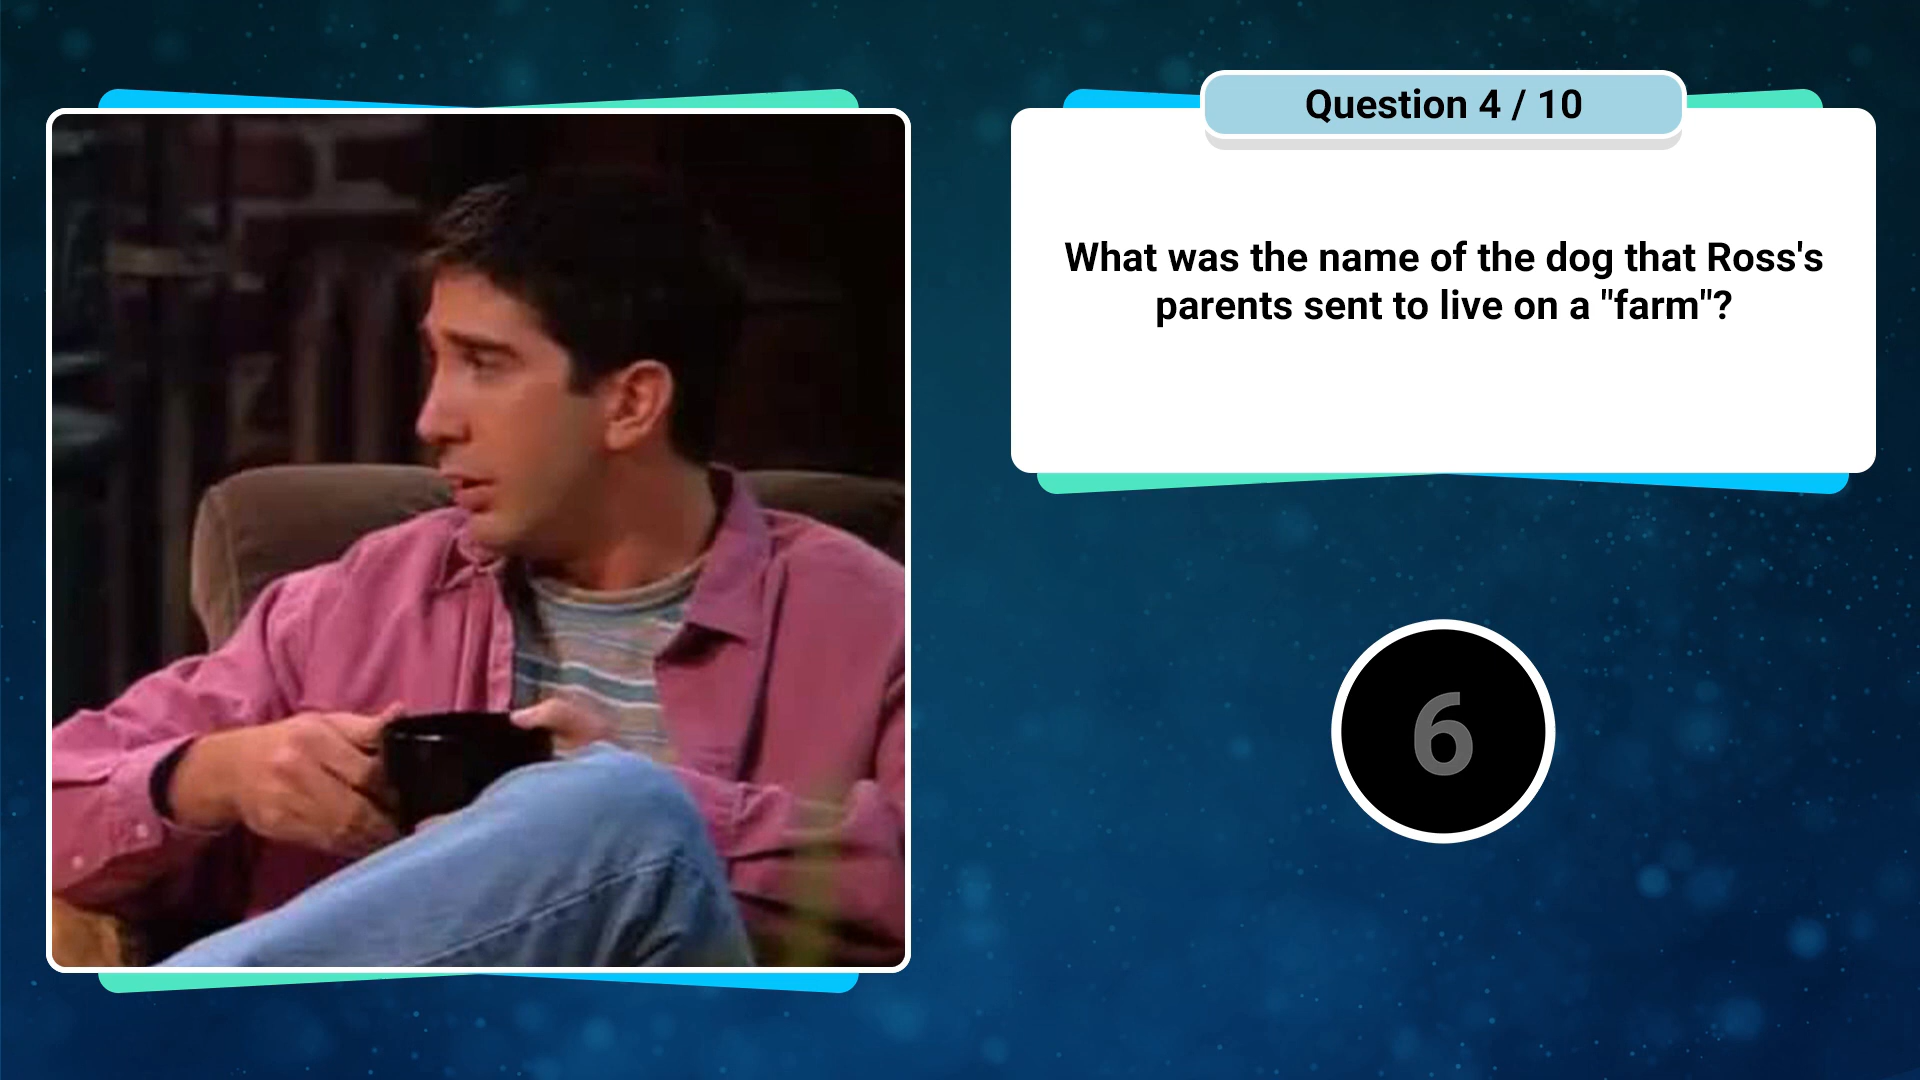 Question 4 / 10
What was the name of the dog that Ross's
parents sent to live on a "farm"?
6